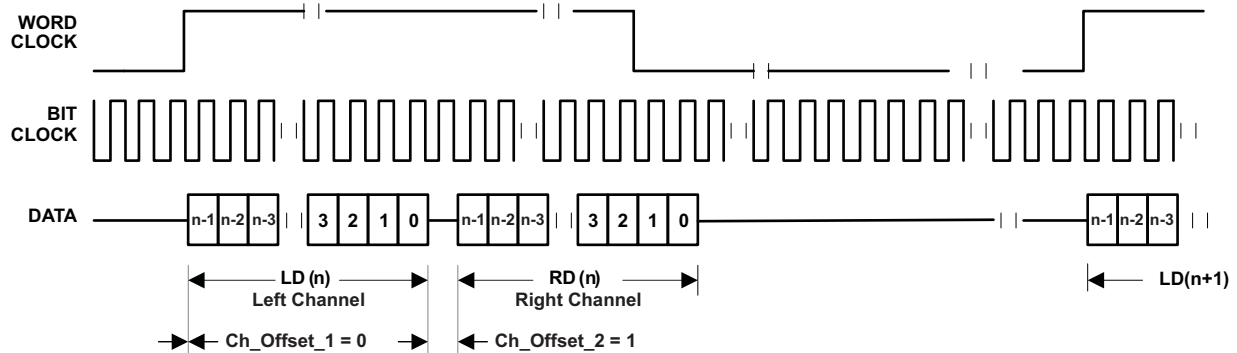 WORD
CLOCK
BIT
CLOCK
DATA
n-1 n-2 n-3 3 2 1 0 n-1 n-2 n-3 3 2 1 0 n-1 n-2 n-3
LD (n) RD (n) LD(n+1)
Left Channel Right Channel
Ch_Offset_1 = 0 Ch_Offset_2 = 1